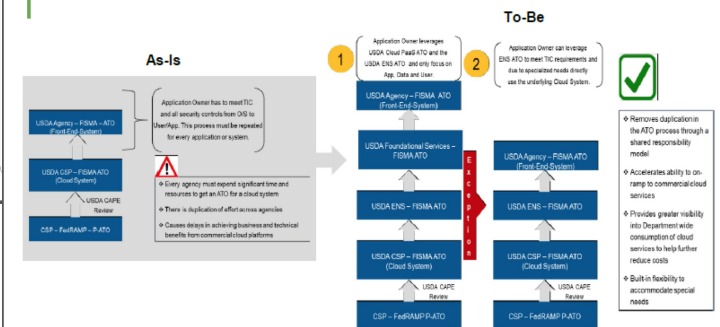 To-Be
As-Is
1
Application Owner leverages
USDA Cloud PaaS ATO and the
USDA ENS ATO and only focus on
App, Data and User
2
Application Owner can leverage
ENS ATO to meet TIC requirements and
due to specialized needs directly
use the underlying Cloud System.
USDA Agency – FISMA – ATO
(Front-End-System)
USDA CSP – FISMA ATO
(Cloud System)
USDA CAPE
Review
CSP – FedRAMP – P-ATO
Application Owner has to meet TIC
and all security controls from O/S to
User/App. This process must be repeated
for every application or system.
Every agency must expend significant time and
resources to get an ATO for a cloud system
There is duplication of effort across agencies
Causes delays in achieving business and technical
benefits from commercial cloud platforms
USDA Agency – FISMA ATO
(Front-End-System)
USDA Foundational Services –
FISMA ATO
USDA ENS – FISMA ATO
USDA CSP – FISMA ATO
(Cloud System)
USDA CAPE
Review
CSP – FedRAMP P-ATO
Exception
USDA Agency – FISMA ATO
(Front-End-System)
USDA ENS – FISMA ATO
USDA CSP – FISMA ATO
(Cloud System)
USDA CAPE
Review
CSP – FedRAMP P-ATO
Removes duplication in
the ATO process through a
shared responsibility
model
Accelerates ability to on-
ramp to commercial cloud
services
Provides greater visibility
into Department wide
consumption of cloud
services to help further
reduce costs
Built-in flexibility to
accommodate special
needs